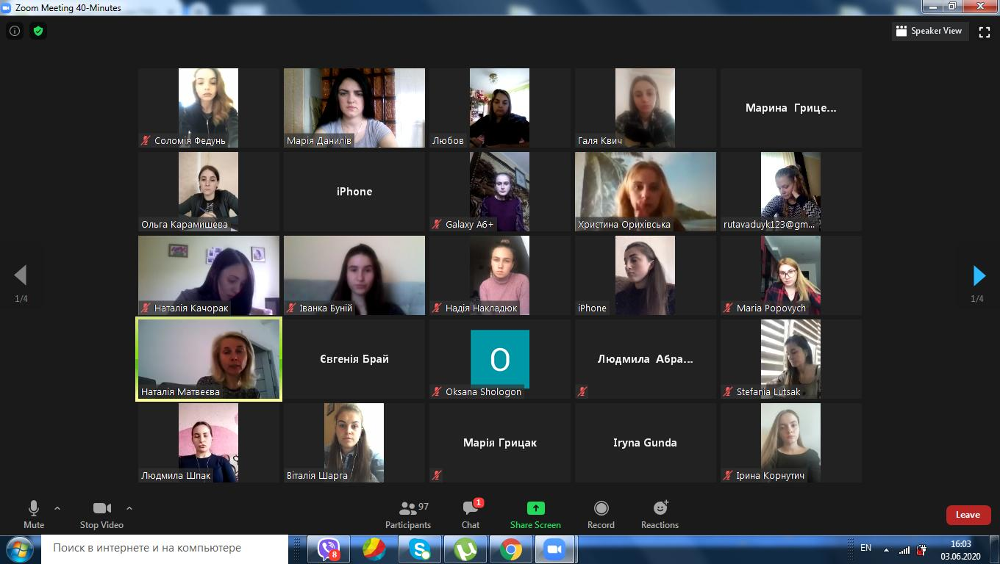 Zoom Meeting 40-Minutes
Speaker View
Соломія Федунь
Марія Данилів
Любов
Галя Квич
Марина Грице...
Ольга Карамишева
iPhone
Galaxy A6+
Христина Орихівська
rutavaduyk123@gm...
Наталія Качорак
Іванка Буній
Надія Накладюк
iPhone
Maria Popovych
1/4
1/4
Наталія Матвеєва
Євгенія Брай
O
Oksana Shologon
Людмила Абра...
Stefania Lutsak
Людмила Шпак
Віталія Шарга
Марія Грицак
Iryna Gunda
Ірина Корнутич
Mute
Stop Video
97
Participants
1
Chat
Share Screen
Record
Reactions
Leave
Поиск в интернете и на компьютере
8
EN
16:03
03.06.2020